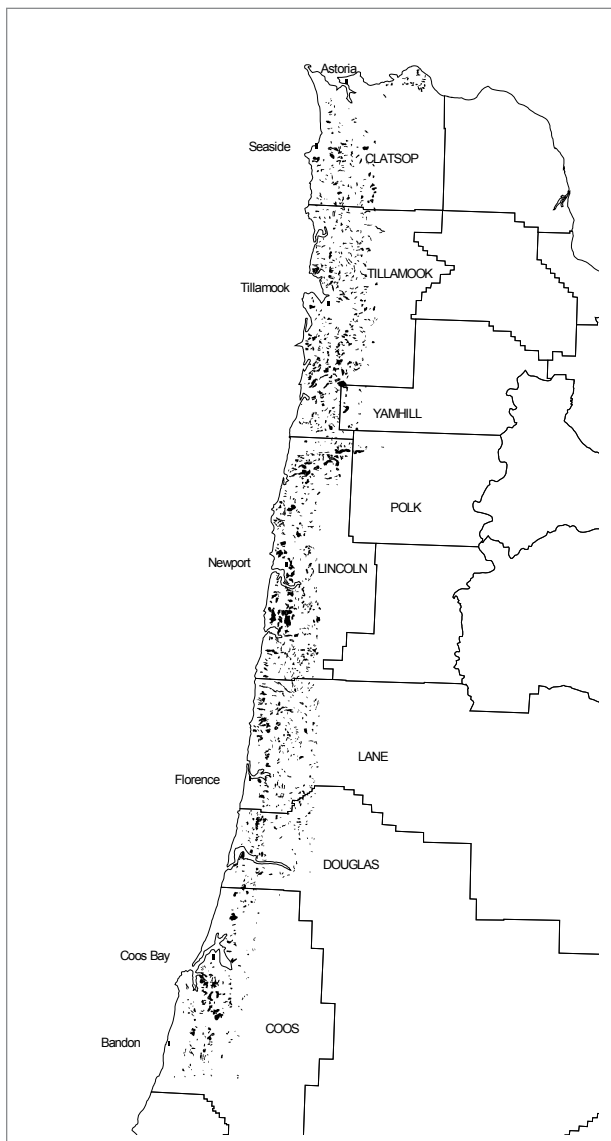 Astoria
Seaside
CLATSOP
TILLAMOOK
Tillamook
YAMHILL
POLK
Newport
LINCOLN
LANE
Florence
DOUGLAS
Coos Bay
COOS
Bandon